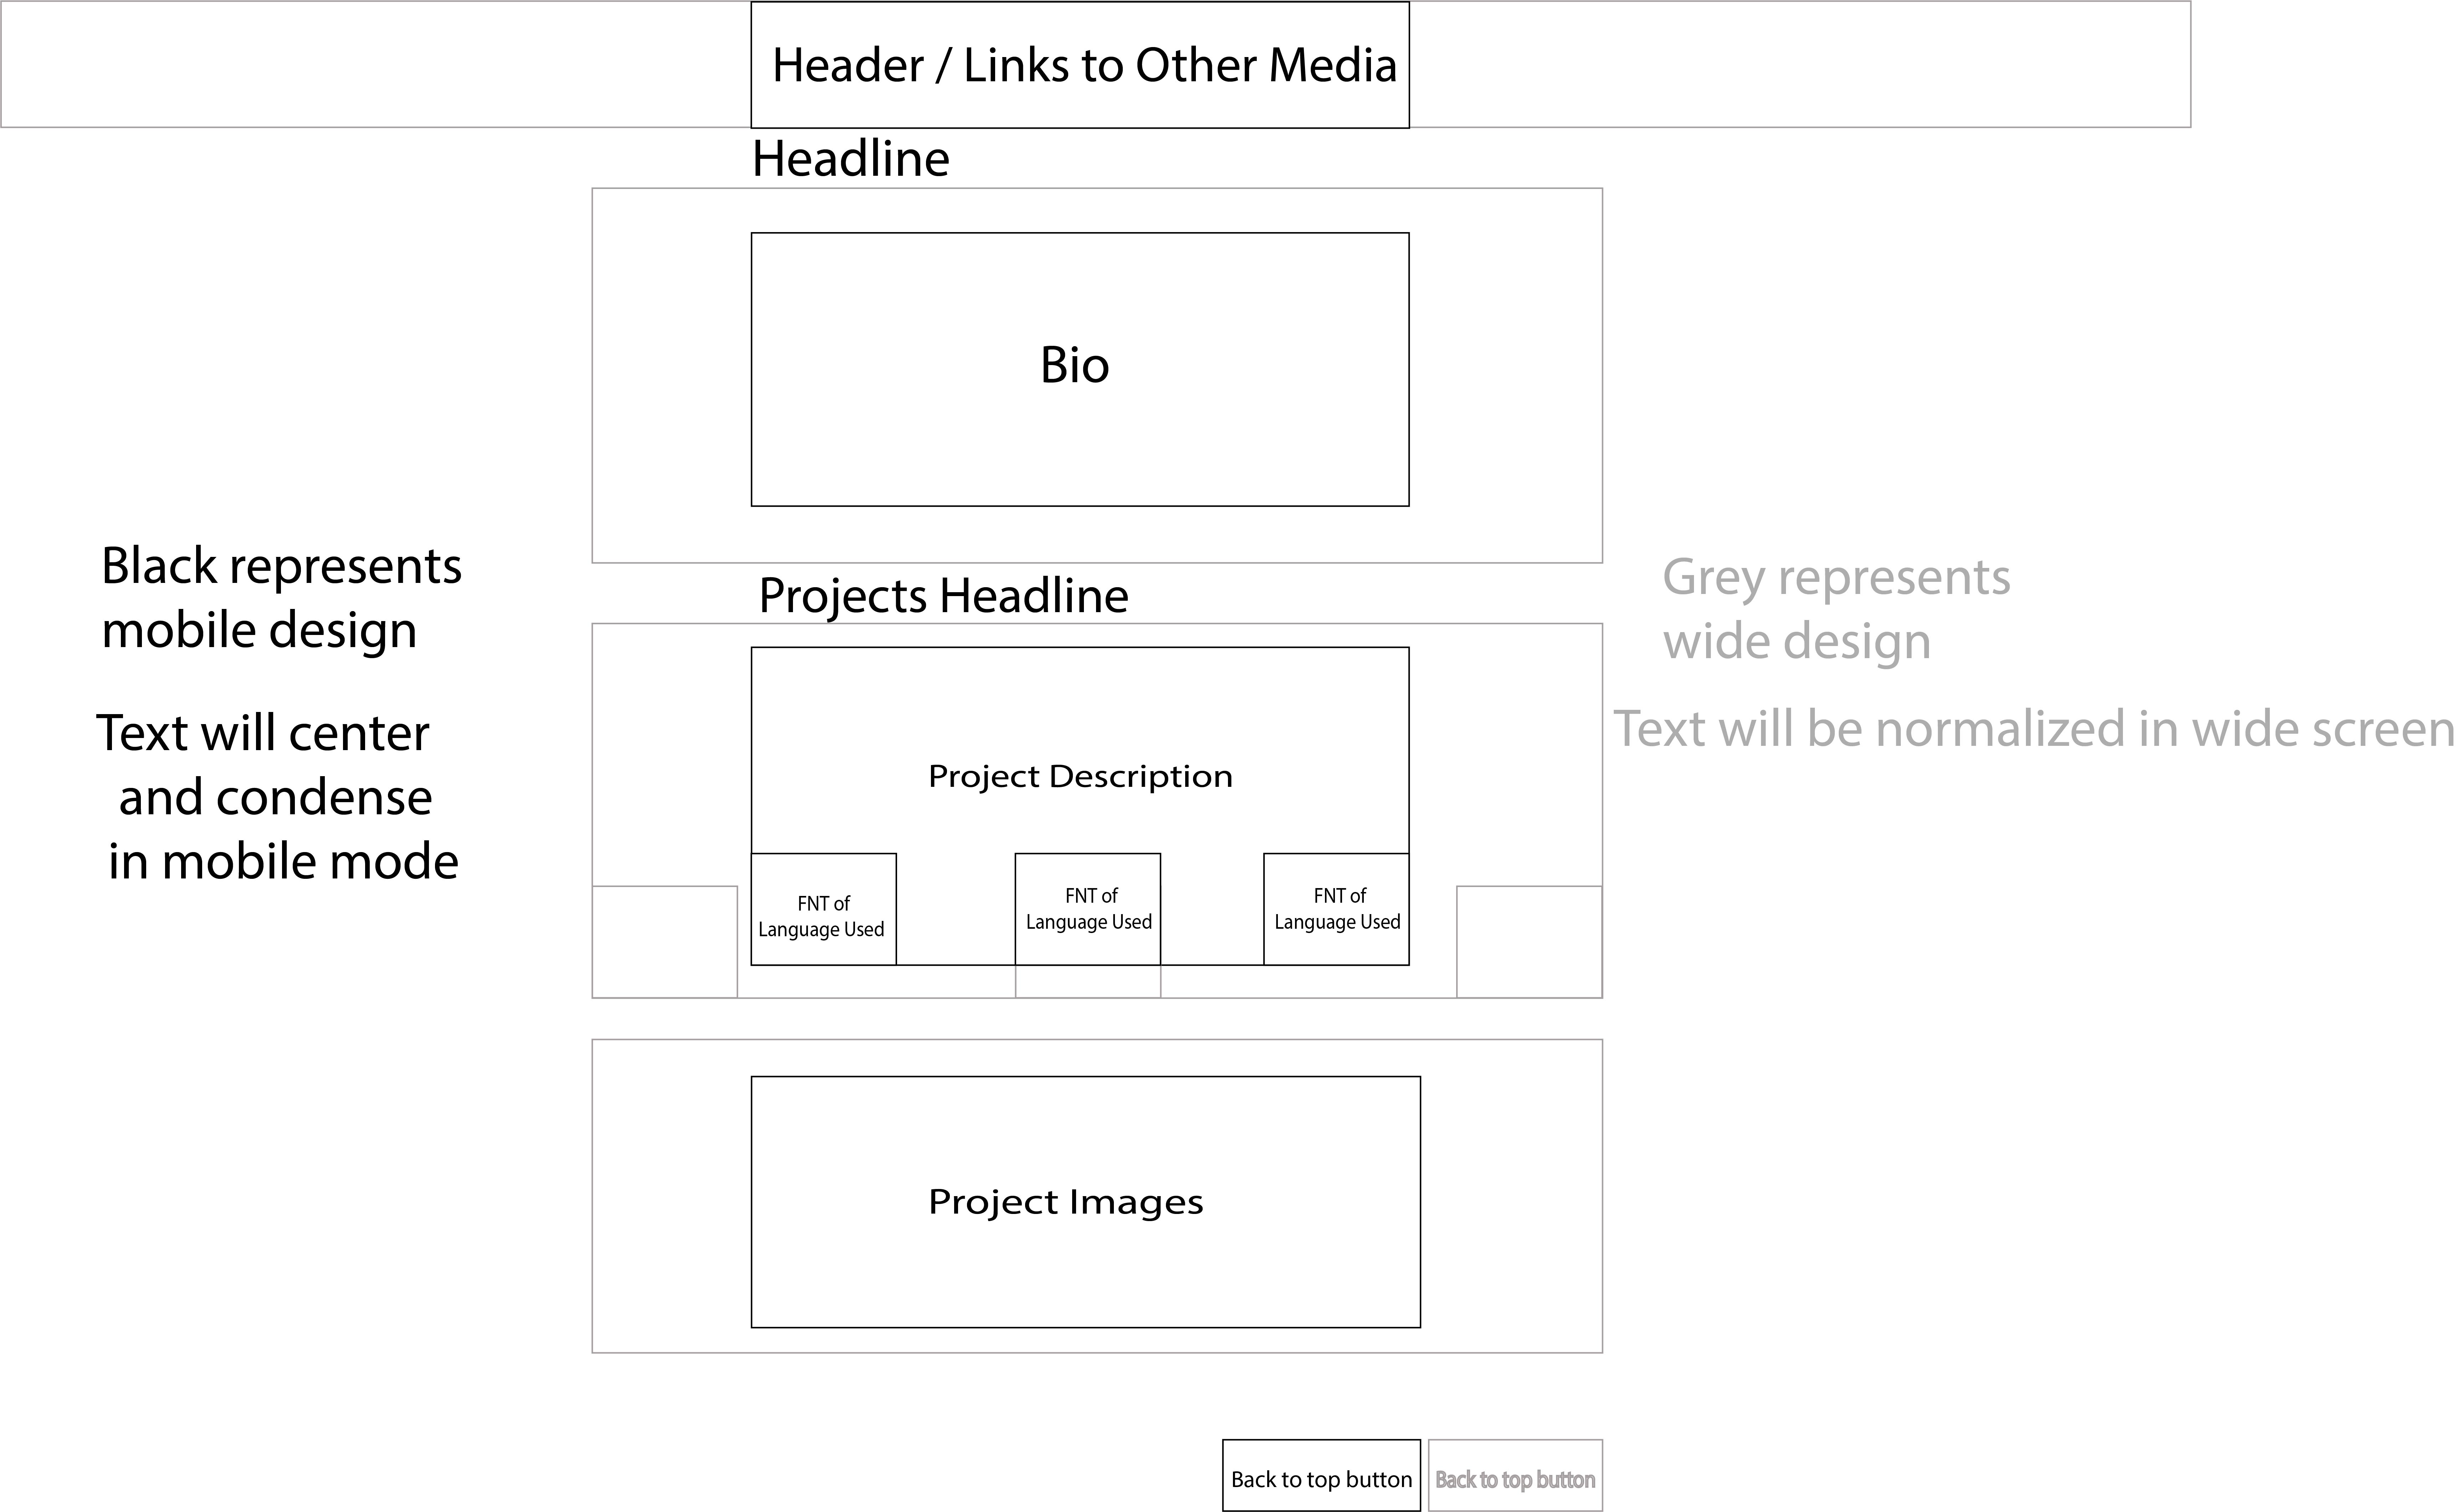 Header / Links to Other Media
Headline
Bio
Black represents
mobile design
Text will center
and condense
in mobile mode
Grey represents
wide design
Text will be normalized in wide screen
Projects Headline
Project Description
FNT of
Language Used
FNT of
Language Used
FNT of
Language Used
Project Images
Back to top button
Back to top button